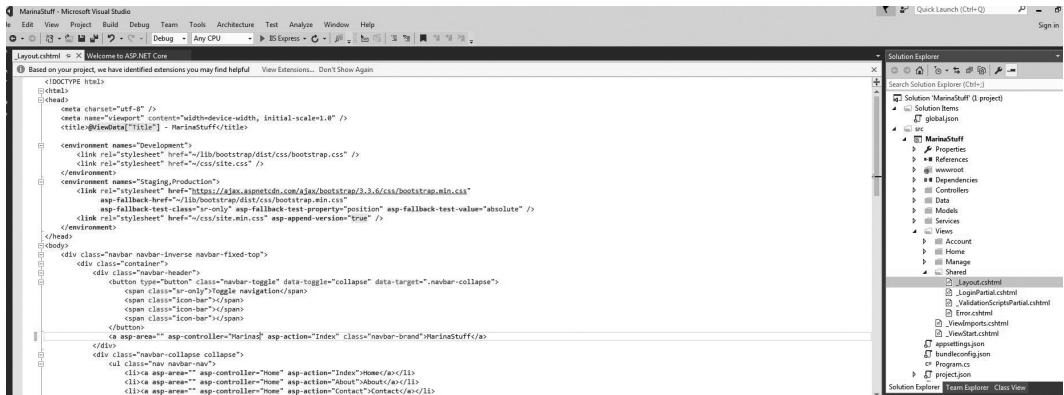 MarinaStuff - Microsoft Visual Studio
Quick Launch (Ctrl+Q)
Edit View Project Build Debug Team Tools Architecture Test Analyze Window Help
Sign in
Debug Any CPU IIS Express
_Layout.cshtml Welcome to ASP.NET Core
Based on your project, we have identified extensions you may find helpful View Extensions... Don't Show Again
<!DOCTYPE html>
<html>
<head>
<meta charset="utf-8" />
<meta name="viewport" content="width=device-width, initial-scale=1.0" />
<title>@ViewData["Title"] - MarinaStuff</title>
<environment names="Development">
<link rel="stylesheet" href="~/lib/bootstrap/dist/css/bootstrap.css" />
<link rel="stylesheet" href="~/css/site.css" />
</environment>
<environment names="Staging,Production">
<link rel="stylesheet" href="https://ajax.aspnetcdn.com/ajax/bootstrap/3.3.6/css/bootstrap.min.css"
asp-fallback-href="~/lib/bootstrap/dist/css/bootstrap.min.css"
asp-fallback-test-class="sr-only" asp-fallback-test-property="position" asp-fallback-test-value="absolute" />
<link rel="stylesheet" href="~/css/site.min.css" asp-append-version="true" />
</environment>
</head>
<body>
<div class="navbar navbar-inverse navbar-fixed-top">
<div class="container">
<div class="navbar-header">
<button type="button" class="navbar-toggle" data-toggle="collapse" data-target=".navbar-collapse">
<span class="sr-only">Toggle navigation</span>
<span class="icon-bar"></span>
<span class="icon-bar"></span>
<span class="icon-bar"></span>
</button>
<a asp-area="" asp-controller="Marinas" asp-action="Index" class="navbar-brand">MarinaStuff</a>
</div>
<div class="navbar-collapse collapse">
<ul class="nav navbar-nav">
<li><a asp-area="" asp-controller="Home" asp-action="Index">Home</a></li>
<li><a asp-area="" asp-controller="Home" asp-action="About">About</a></li>
<li><a asp-area="" asp-controller="Home" asp-action="Contact">Contact</a></li>
Solution Explorer
Search Solution Explorer (Ctrl+;)
Solution 'MarinaStuff' (1 project)
Solution Items
global.json
src
MarinaStuff
Properties
References
wwwroot
Dependencies
Controllers
Data
Models
Services
Views
Account
Home
Manage
Shared
_Layout.cshtml
_LoginPartial.cshtml
_ValidationScriptsPartial.cshtml
Error.cshtml
_ViewImports.cshtml
_ViewStart.cshtml
appsettings.json
bundleconfig.json
C# Program.cs
project.json
Solution Explorer Team Explorer Class View